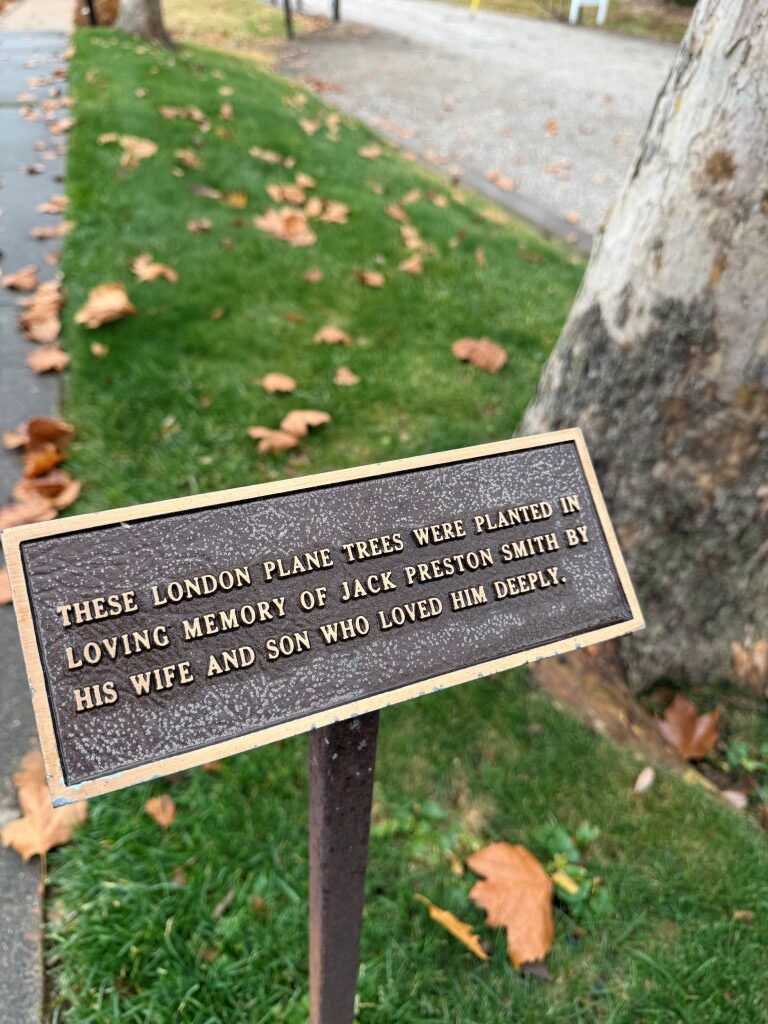 THESE LONDON PLANE TREES WERE PLANTED IN
LOVING MEMORY OF JACK PRESTON SMITH BY
HIS WIFE AND SON WHO LOVED HIM DEEPLY.